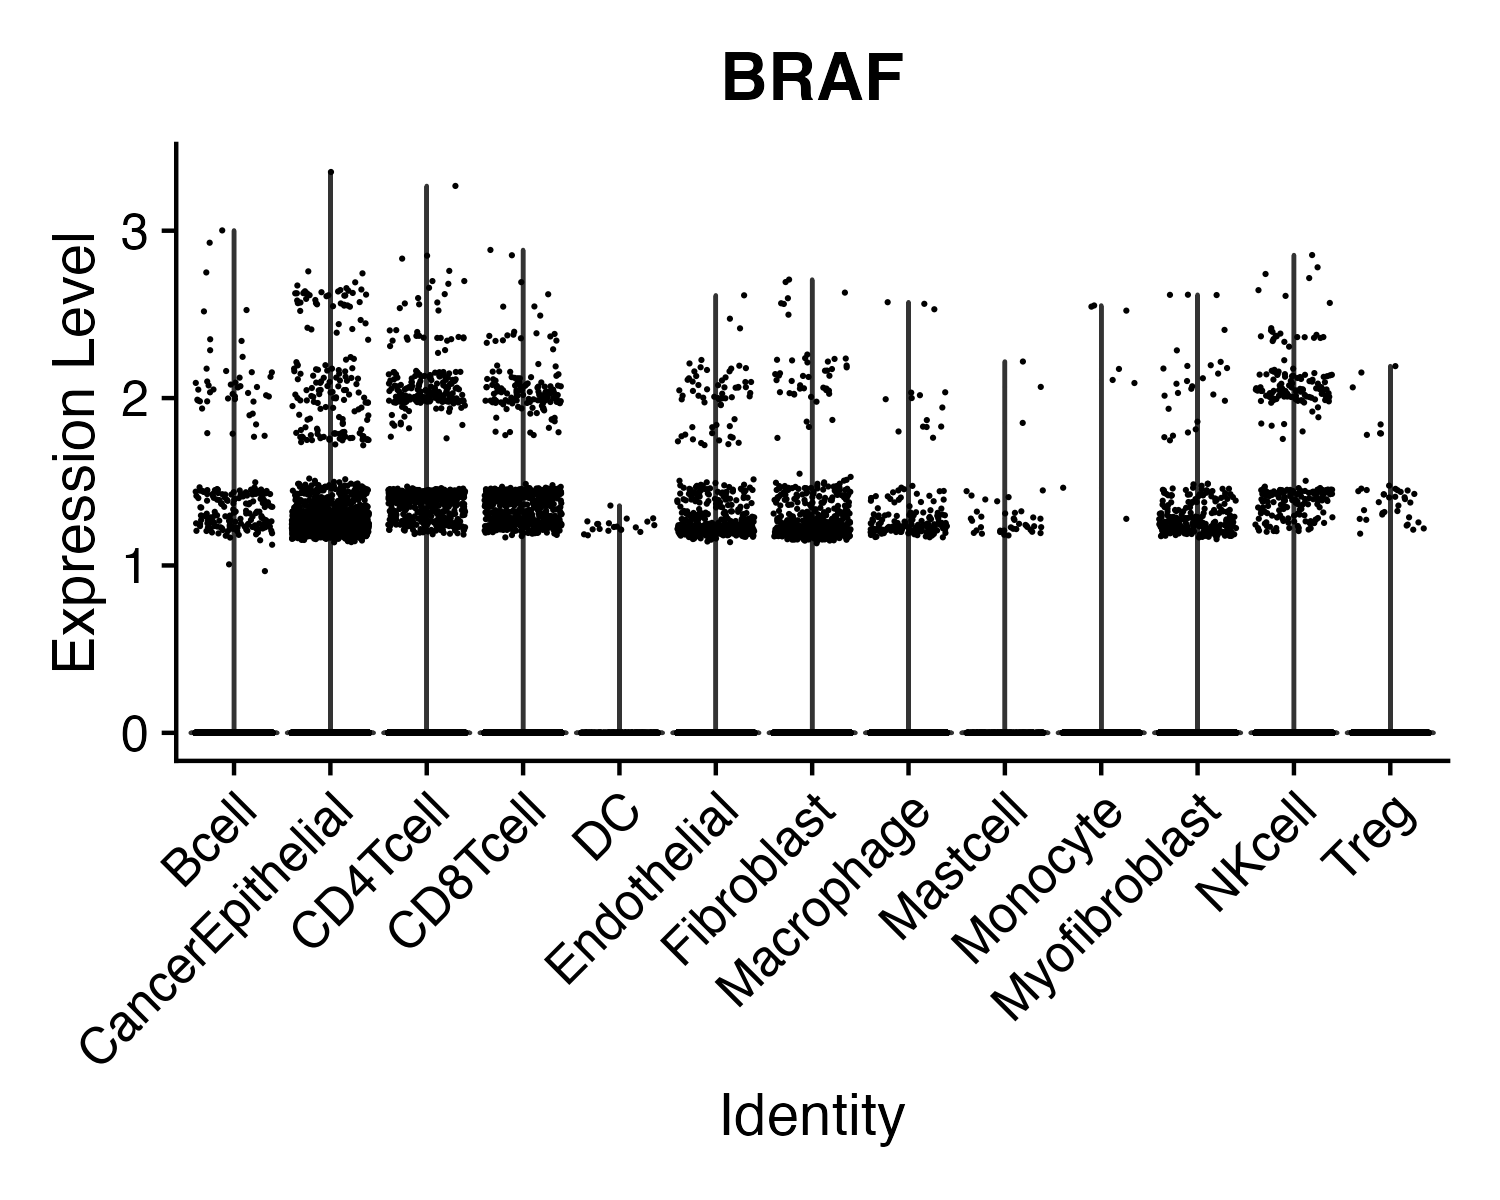 BRAF
Expression Level
3
2
1
0
Bcell
CancerEpithelial
CD4Tcell
CD8Tcell
DC
Endothelial
Fibroblast
Macrophage
Mastcell
Monocyte
Myofibroblast
NKcell
Treg
Identity